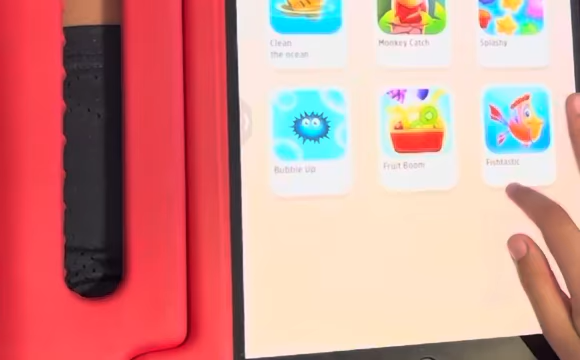 Clean
the ocean
Monkey Catch
Splashy
Bubble Up
Fruit Boom
Fishtastic